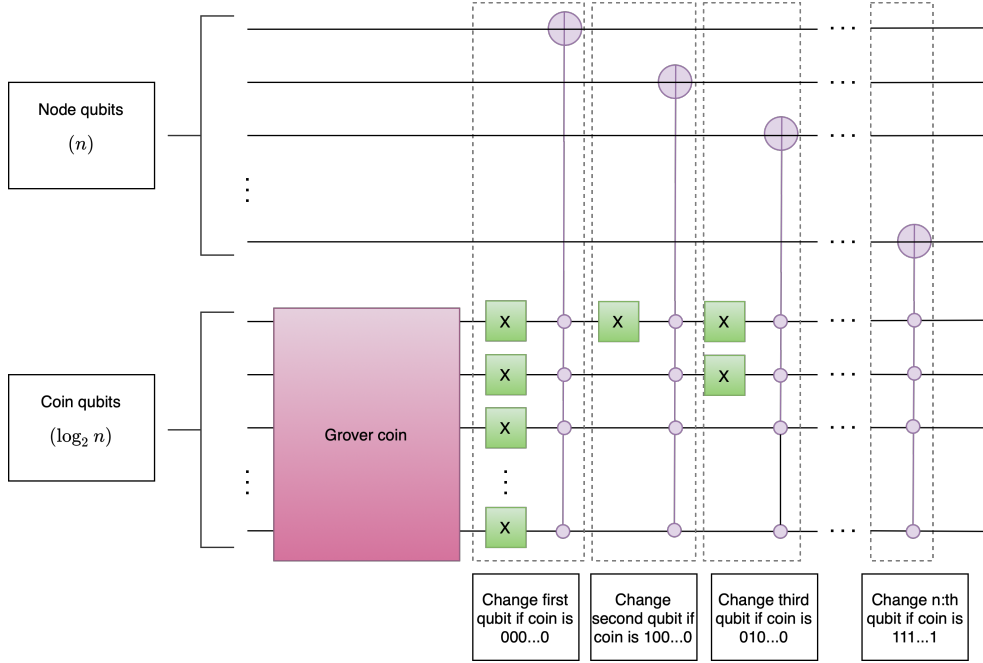 Node qubits
(n)
Coin qubits
(log₂ n)
Grover coin
X
X
X
X
X
X
X
Change first
qubit if coin is
000...0
Change
second qubit if
coin is 100...0
Change third
qubit if coin is
010...0
Change n:th
qubit if coin is
111...1